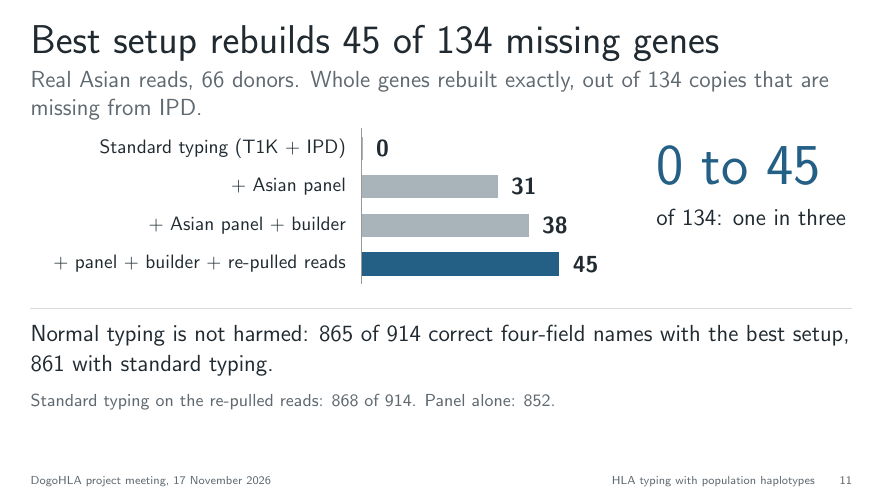 Best setup rebuilds 45 of 134 missing genes
Real Asian reads, 66 donors. Whole genes rebuilt exactly, out of 134 copies that are
missing from IPD.
Standard typing (T1K + IPD) 0
+ Asian panel 31
+ Asian panel + builder 38
+ panel + builder + re-pulled reads 45
0 to 45
of 134: one in three
Normal typing is not harmed: 865 of 914 correct four-field names with the best setup,
861 with standard typing.
Standard typing on the re-pulled reads: 868 of 914. Panel alone: 852.
DogoHLA project meeting, 17 November 2026
HLA typing with population haplotypes 11